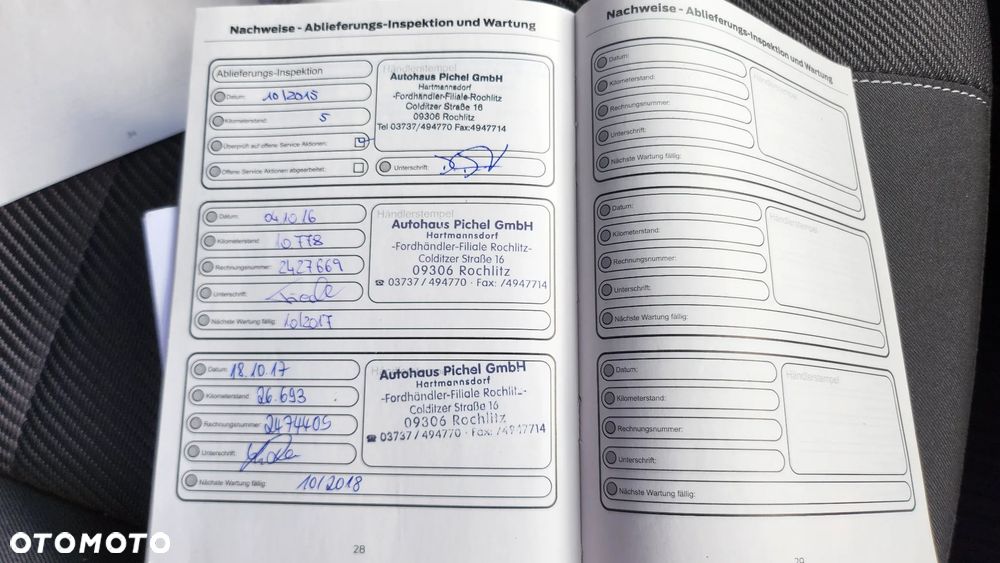 Nachweise - Ablieferungs-Inspektion und Wartung
Ablieferungs-Inspektion
Datum: 10/2015
Kilometerstand: 5
Überprüft auf offene Service Aktionen:
Offene Service Aktionen abgearbeitet:
Händlerstempel
Autohaus Pichel GmbH
Hartmannsdorf
-Fordhändler-Filiale-Rochlitz
Colditzer Straße 16
09306 Rochlitz
Tel 03737/494770 Fax:4947714
Unterschrift:
Datum: 04.10.16
Kilometerstand: 10778
Rechnungsnummer: 2427669
Unterschrift:
Nächste Wartung fällig: 10/2017
Händlerstempel
Autohaus Pichel GmbH
Hartmannsdorf
-Fordhändler-Filiale Rochlitz-
Colditzer Straße 16
09306 Rochlitz
☎ 03737/494770 · Fax: /4947714
Datum: 18.10.17
Kilometerstand: 26.693
Rechnungsnummer: 2474405
Unterschrift:
Nächste Wartung fällig: 10/2018
Autohaus Pichel GmbH
Hartmannsdorf
-Fordhändler-Filiale Rochlitz-
Colditzer Straße 16
09306 Rochlitz
☎ 03737/494770 · Fax: /4947714
28
Nachweise - Ablieferungs-Inspektion und Wartung
Datum:
Kilometerstand:
Rechnungsnummer:
Unterschrift:
Nächste Wartung fällig:
Händlerstempel
Datum:
Kilometerstand:
Rechnungsnummer:
Unterschrift:
Nächste Wartung fällig:
Händlerstempel
Datum:
Kilometerstand:
Rechnungsnummer:
Unterschrift:
Nächste Wartung fällig:
Händlerstempel
29
OTOMOTO